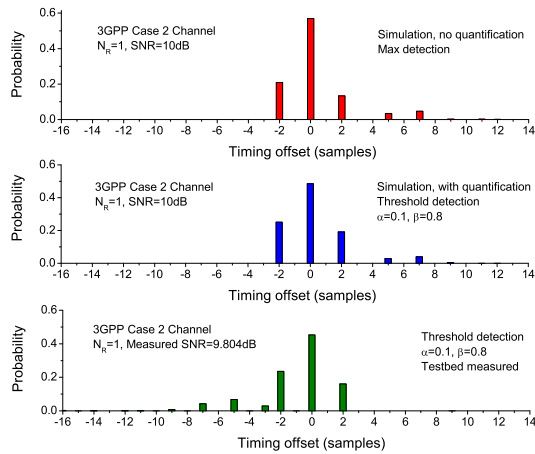 3GPP Case 2 Channel
N_R=1, SNR=10dB
Simulation, no quantification
Max detection
Probability
0.6
0.4
0.2
0.0
-16 -14 -12 -10 -8 -6 -4 -2 0 2 4 6 8 10 12 14
Timing offset (samples)
3GPP Case 2 Channel
N_R=1, SNR=10dB
Simulation, with quantification
Threshold detection
α=0.1, β=0.8
Probability
0.6
0.4
0.2
0.0
-16 -14 -12 -10 -8 -6 -4 -2 0 2 4 6 8 10 12 14
Timing offset (samples)
3GPP Case 2 Channel
N_R=1, Measured SNR=9.804dB
Threshold detection
α=0.1, β=0.8
Testbed measured
Probability
0.6
0.4
0.2
0.0
-16 -14 -12 -10 -8 -6 -4 -2 0 2 4 6 8 10 12 14
Timing offset (samples)